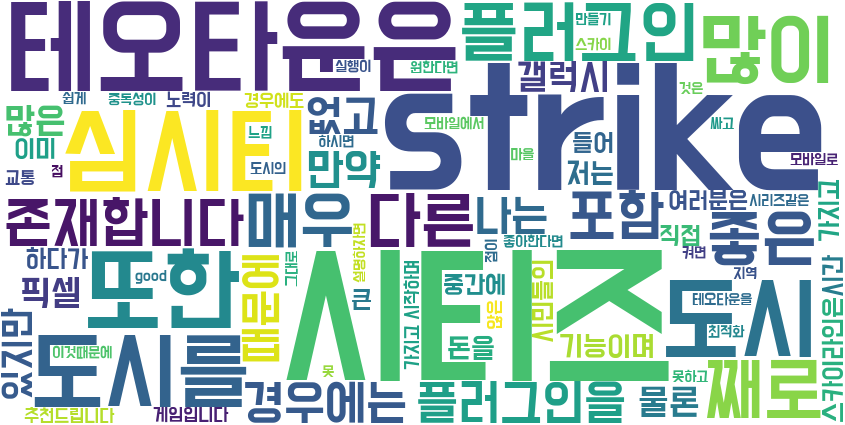 테오타운은
플러그인
만들기
스카이
많이
실행이
원한다면
갤럭시
것은
쉽게
중독성이
노력이
경우에도
없고
strike
많은
심시티
느낌
하시면
모바일에서
들어
싸고
이미
만약
마을
모바일로
교통
점
도시의
저는
존재합니다
매우
다른
나는
포함
여러분은
시리즈같은
가지고
직접
좋은
하다가
때문에
그대로
설명하자면
좋아한다면
점이
켜면
지역
픽셀
또한
good
시티즈
가지고
시작하며
중간에
않인
시민들의
도시
테오타운을
시간
큰
최적화
있지만
도시를
이것때문에
돈을
기능이며
스카이라인은
못
못하고
째로
추천드립니다
게임입니다
경우에는
플러그인을
물론